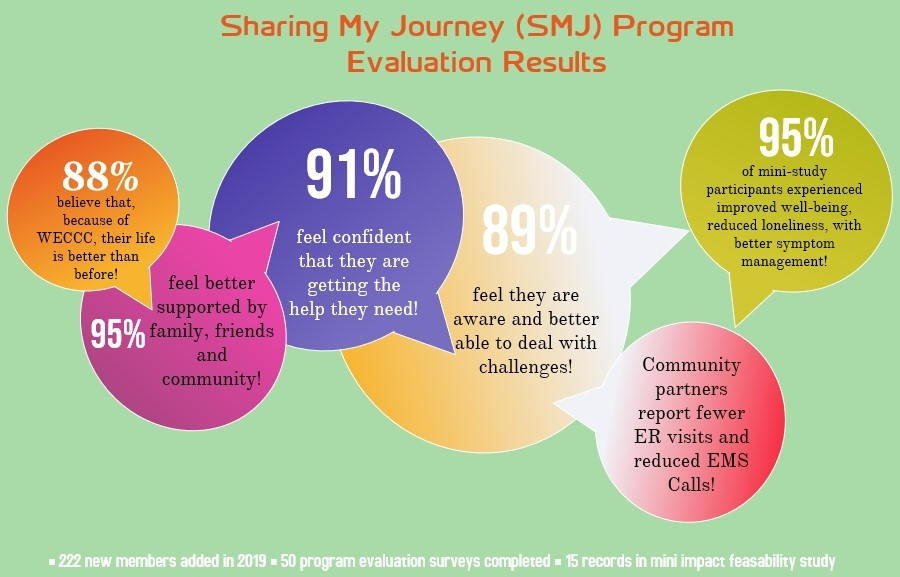 Sharing My Journey (SMJ) Program
Evaluation Results
88%
believe that,
because of
WECCC, their life
is better than
before!
95%
feel better
supported by
family, friends
and
community!
91%
feel confident
that they are
getting the
help they need!
89%
feel they are
aware and better
able to deal with
challenges!
95%
of mini-study
participants experienced
improved well-being,
reduced loneliness, with
better symptom
management!
Community
partners
report fewer
ER visits and
reduced EMS
Calls!
▪ 222 new members added in 2019 ▪ 50 program evaluation surveys completed ▪ 15 records in mini impact feasability study